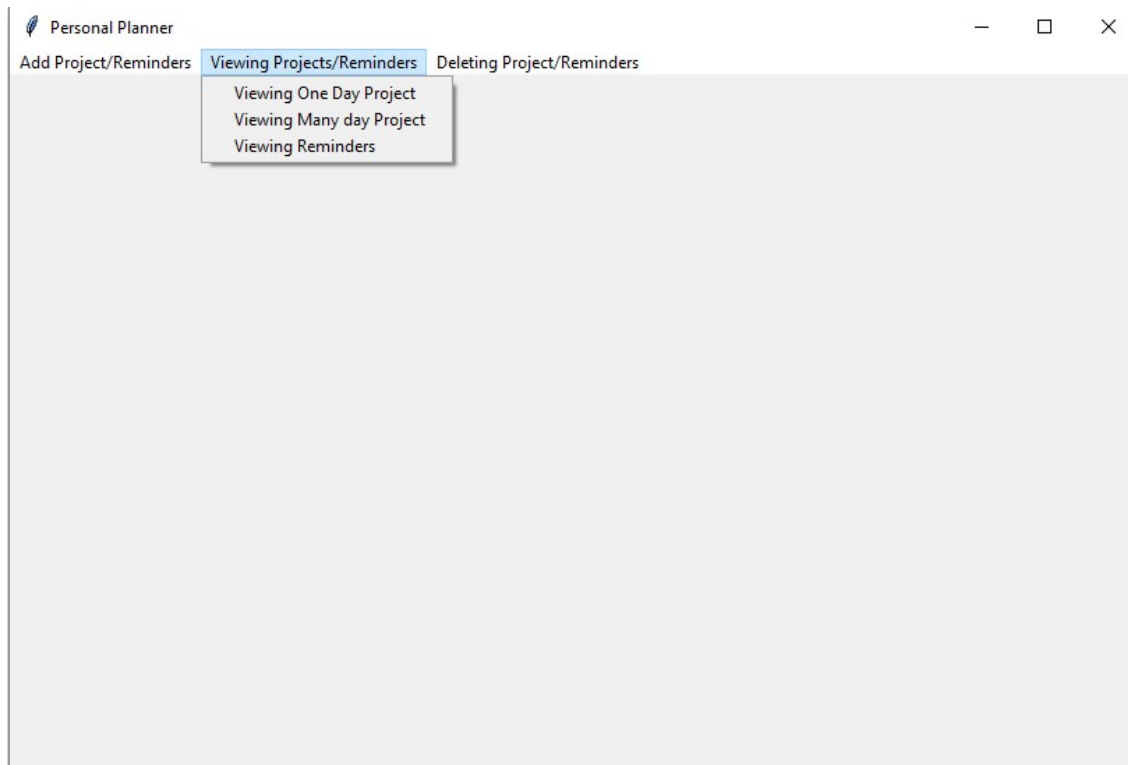 Personal Planner
Add Project/Reminders Viewing Projects/Reminders Deleting Project/Reminders
Viewing One Day Project
Viewing Many day Project
Viewing Reminders